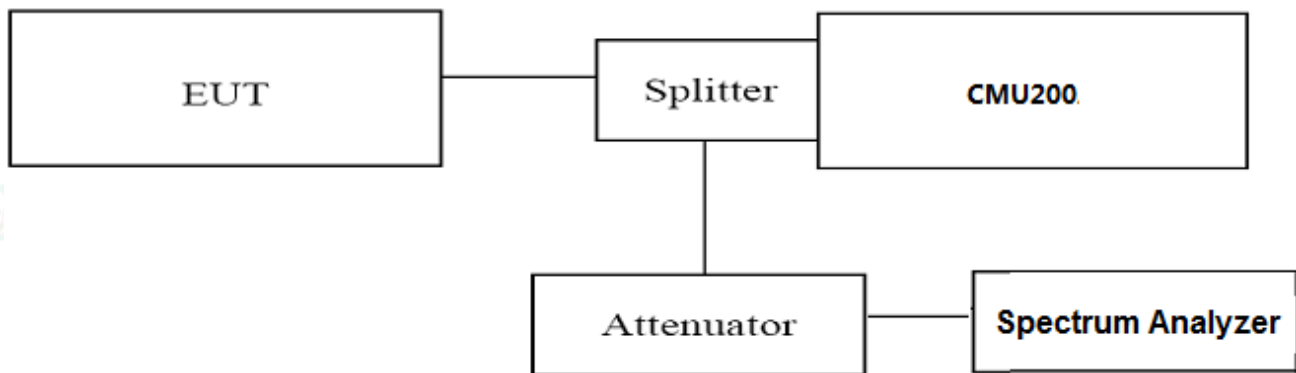 EUT
Splitter
CMU200.
Attenuator
Spectrum Analyzer